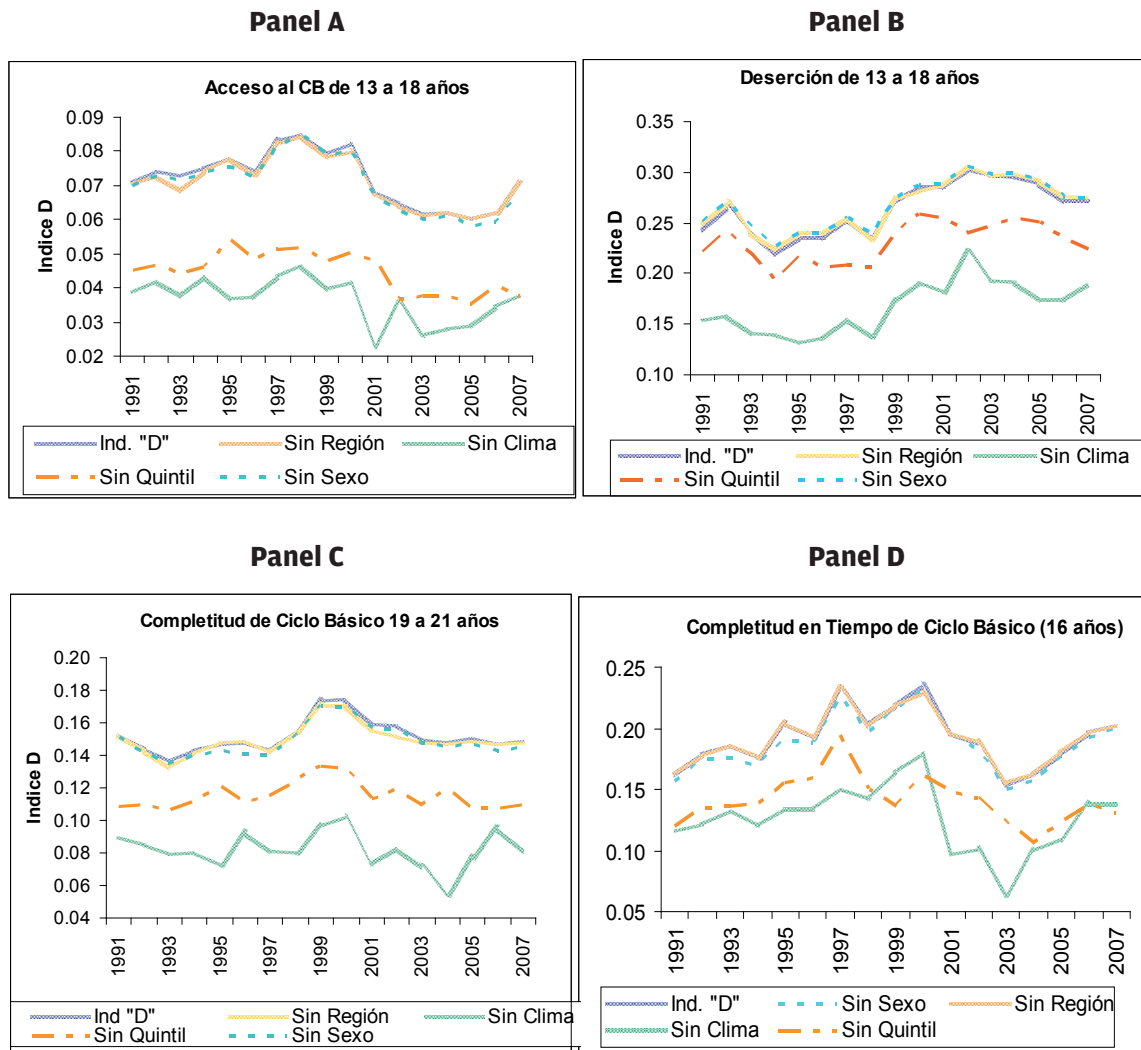 Panel A
Acceso al CB de 13 a 18 años
Indice D
0.09
0.08
0.07
0.06
0.05
0.04
0.03
0.02
1991
1993
1995
1997
1999
2001
2003
2005
2007
Ind. "D"
Sin Región
Sin Clima
Sin Quintil
Sin Sexo
Panel B
Deserción de 13 a 18 años
Indice D
0.35
0.30
0.25
0.20
0.15
0.10
1991
1993
1995
1997
1999
2001
2003
2005
2007
Ind. "D"
Sin Región
Sin Clima
Sin Quintil
Sin Sexo
Panel C
Completitud de Ciclo Básico 19 a 21 años
Indice D
0.20
0.18
0.16
0.14
0.12
0.10
0.08
0.06
0.04
1991
1993
1995
1997
1999
2001
2003
2005
2007
Ind "D"
Sin Región
Sin Clima
Sin Quintil
Sin Sexo
Panel D
Completitud en Tiempo de Ciclo Básico (16 años)
0.25
0.20
0.15
0.10
0.05
1991
1993
1995
1997
1999
2001
2003
2005
2007
Ind. "D"
Sin Sexo
Sin Región
Sin Clima
Sin Quintil